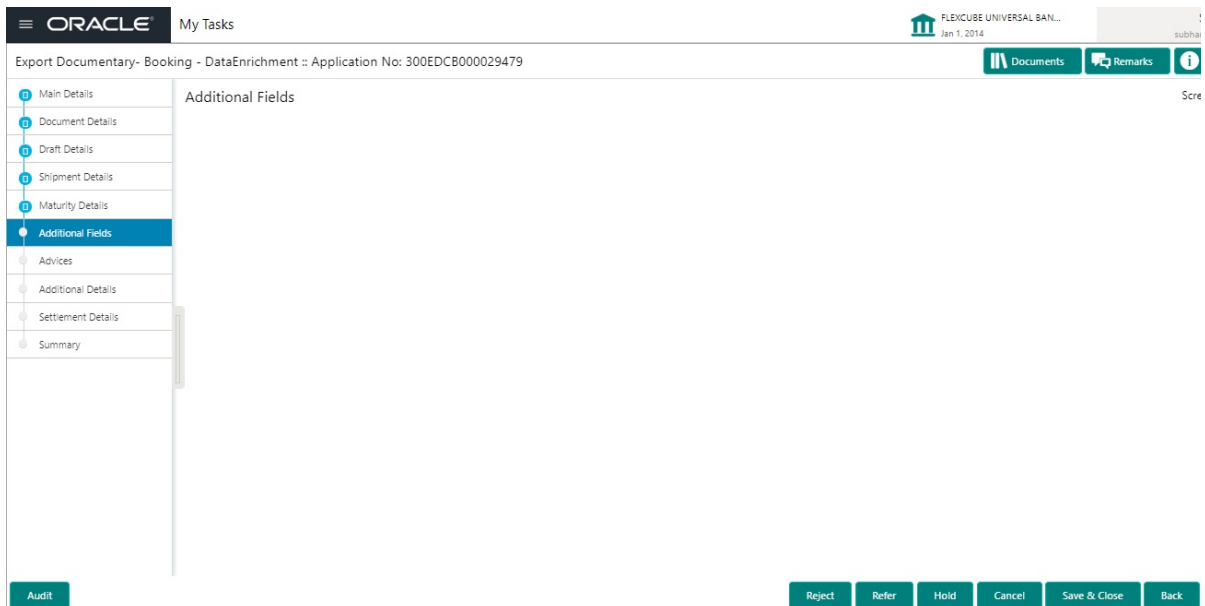 ORACLE
My Tasks
FLEXCUBE UNIVERSAL BAN...
Jan 1, 2014
subha
Export Documentary- Booking - DataEnrichment :: Application No: 300EDCB000029479
Documents
Remarks
Main Details
Document Details
Draft Details
Shipment Details
Maturity Details
Additional Fields
Advices
Additional Details
Settlement Details
Summary
Additional Fields
Scre
Audit
Reject
Refer
Hold
Cancel
Save & Close
Back